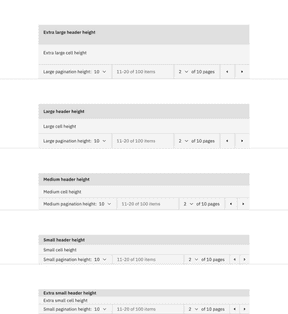 Extra large header height
Extra large cell height
Large pagination height: 10 11-20 of 100 items 2 of 10 pages
Large header height
Large cell height
Large pagination height: 10 11-20 of 100 items 2 of 10 pages
Medium header height
Medium cell height
Medium pagination height: 10 11-20 of 100 items 2 of 10 pages
Small header height
Small cell height
Small pagination height: 10 11-20 of 100 items 2 of 10 pages
Extra small header height
Extra small cell height
Small pagination height: 10 11-20 of 100 items 2 of 10 pages